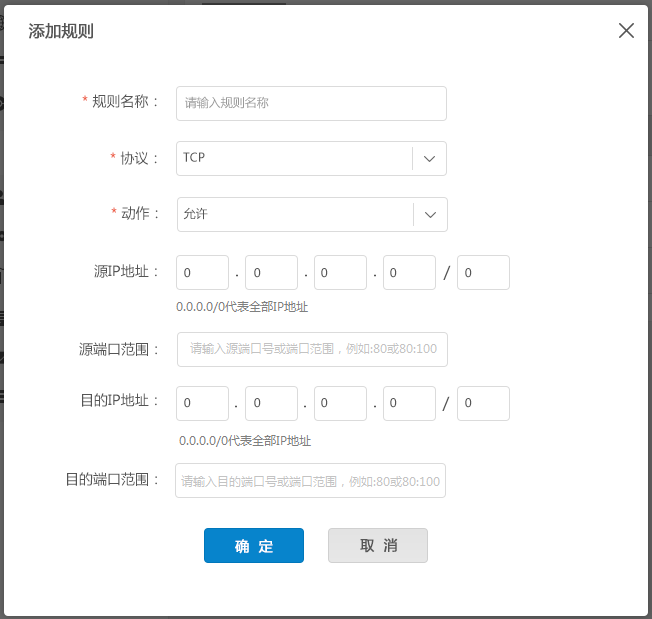 添加规则
* 规则名称： 请输入规则名称
* 协议： TCP
* 动作： 允许
源IP地址： 0 . 0 . 0 . 0 / 0
0.0.0.0/0代表全部IP地址
源端口范围： 请输入源端口号或端口范围，例如:80或80:100
目的IP地址： 0 . 0 . 0 . 0 / 0
0.0.0.0/0代表全部IP地址
目的端口范围： 请输入目的端口号或端口范围，例如:80或80:100
确 定 取 消